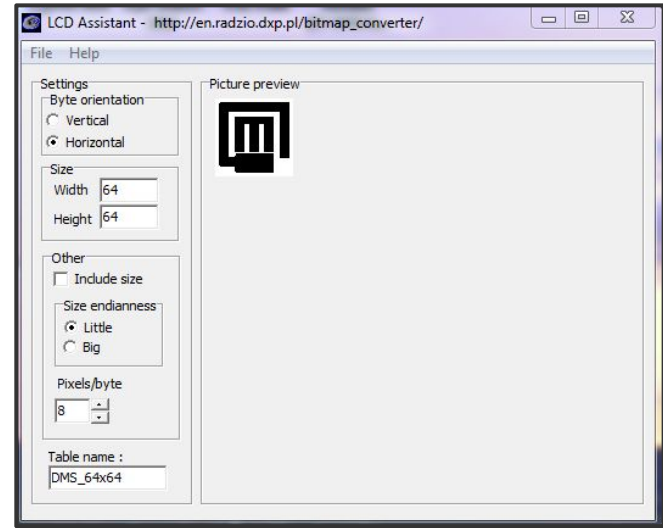 LCD Assistant - http://en.radzio.dxp.pl/bitmap_converter/
File Help
Settings
Byte orientation
Vertical
Horizontal
Size
Width 64
Height 64
Other
Include size
Size endianness
Little
Big
Pixels/byte
8
Table name :
DMS_64x64
Picture preview